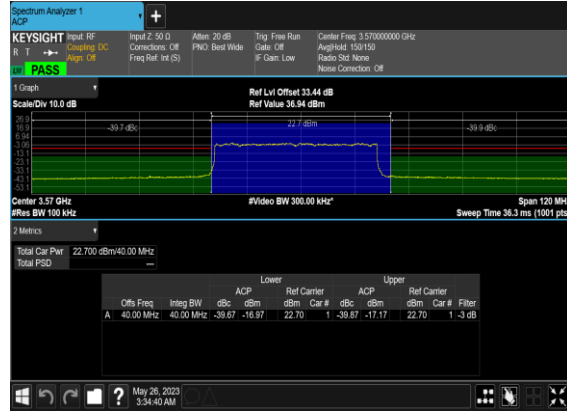 Spectrum Analyzer 1
ACP
KEYSIGHT Input: RF Input Z: 50 Ω Atten: 20 dB Trig: Free Run Center Freq: 3.570000000 GHz
R T Coupling: DC Corrections: Off PNO: Best Wide Gate: Off Avg|Hold: 150/150
Align: Off Freq Ref: Int (S) IF Gain: Low Radio Std: None
LW PASS Noise Correction: Off
1 Graph Ref Lvl Offset 33.44 dB
Scale/Div 10.0 dB Ref Value 36.94 dBm
26.9
16.9 -39.7 dBc 22.7 dBm -39.9 dBc
6.94
-3.06
-13.1
-23.1
-33.1
-43.1
-53.1
Center 3.57 GHz #Video BW 300.00 kHz* Span 120 MHz
#Res BW 100 kHz Sweep Time 36.3 ms (1001 pts
2 Metrics
Total Car Pwr 22.700 dBm/40.00 MHz
Total PSD ---
Lower Upper
ACP Ref Carrier ACP Ref Carrier
Offs Freq Integ BW dBc dBm dBm Car # dBc dBm dBm Car # Filter
A 40.00 MHz 40.00 MHz -39.67 -16.97 22.70 1 -39.87 -17.17 22.70 1 -3 dB
? May 26, 2023
3:34:40 AM